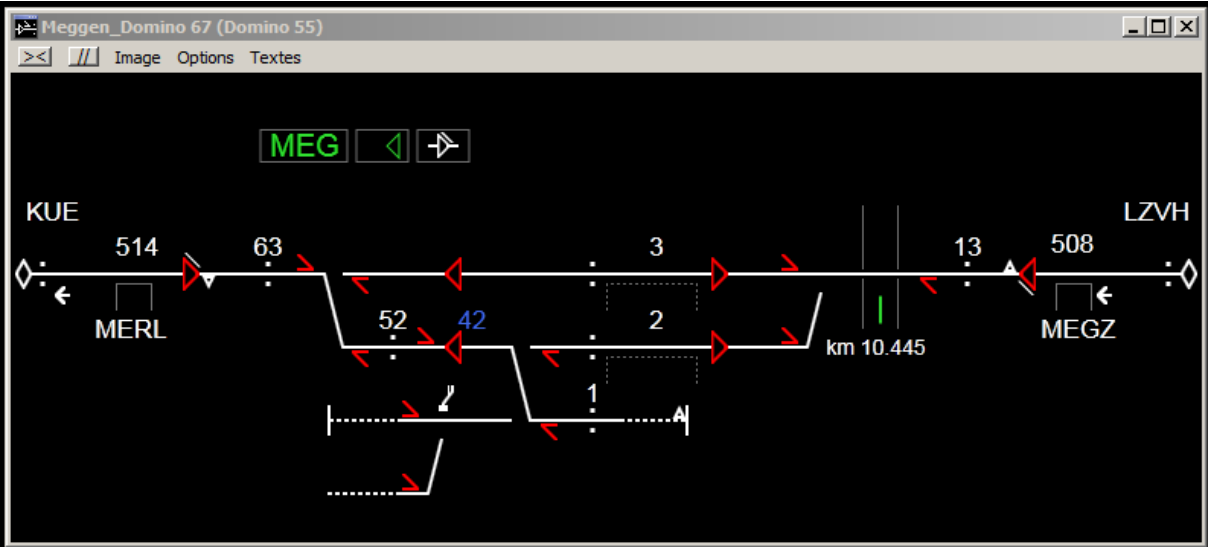 Meggen_Domino 67 (Domino 55)
>< // Image Options Textes
MEG
KUE LZVH
514 63 3 13 508
MERL 52 42 2 km 10.445 MEGZ
1